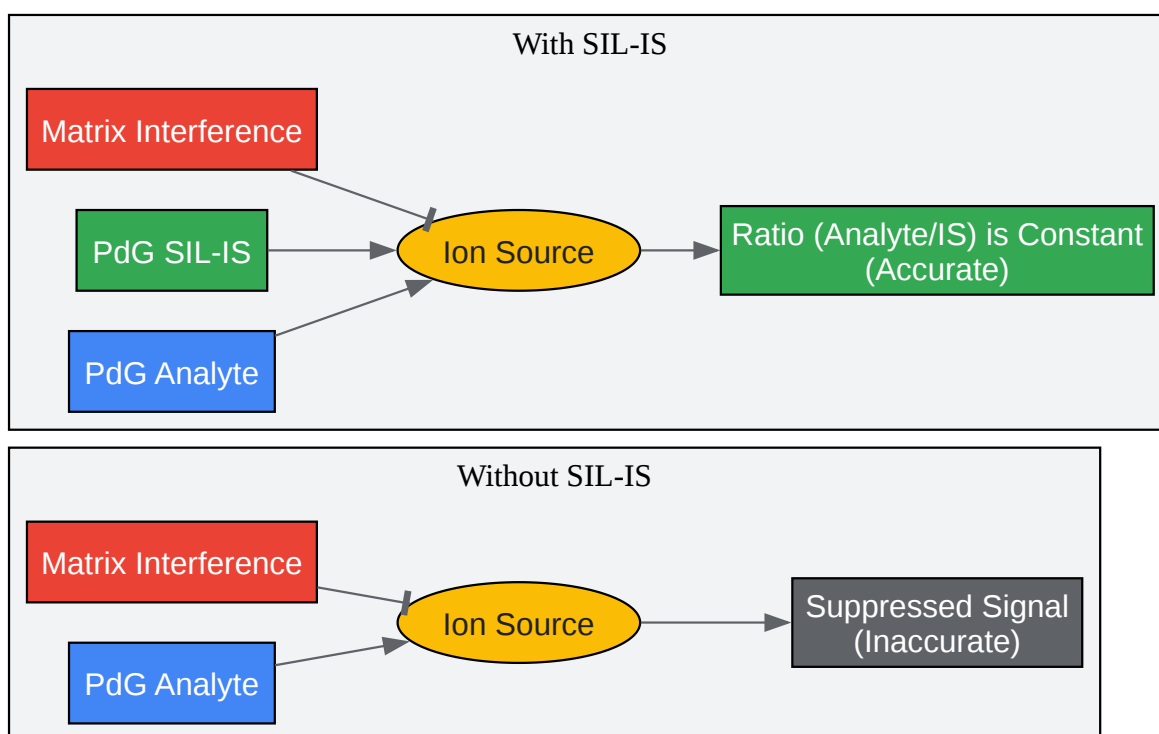 With SIL-IS
Matrix Interference
PdG SIL-IS
PdG Analyte
Ion Source
Ratio (Analyte/IS) is Constant
(Accurate)
Without SIL-IS
Matrix Interference
PdG Analyte
Ion Source
Suppressed Signal
(Inaccurate)